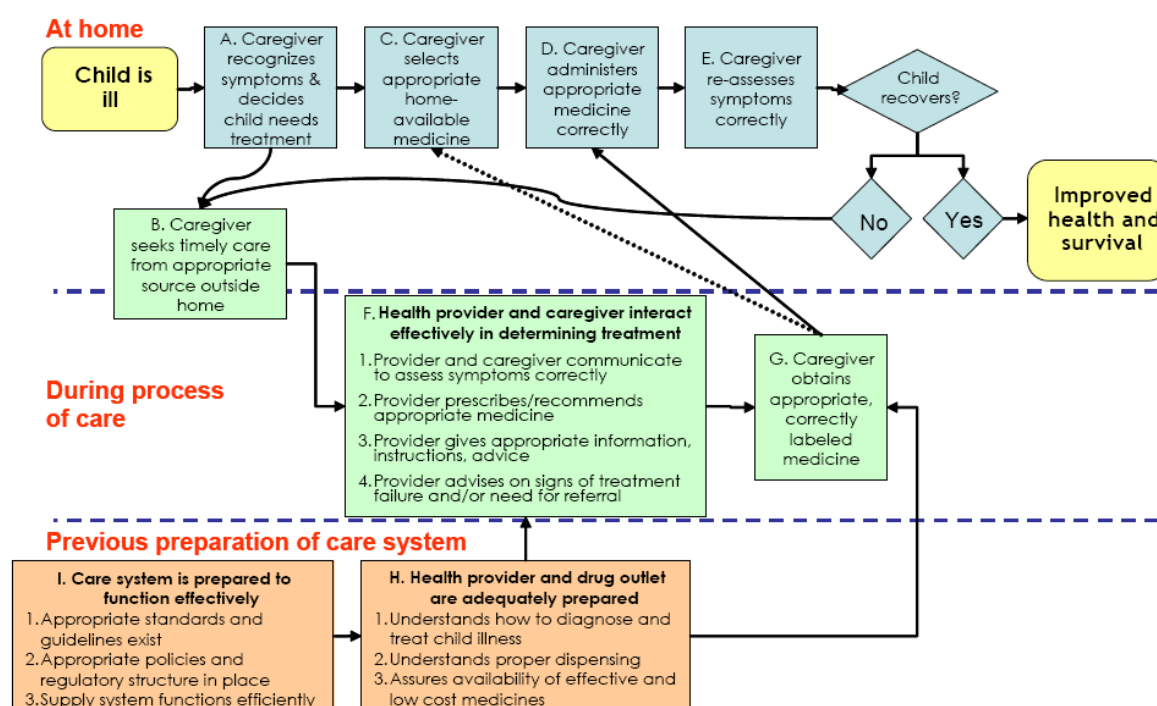 At home
Child is
ill
A. Caregiver
recognizes
symptoms &
decides
child needs
treatment
C. Caregiver
selects
appropriate
home-
available
medicine
D. Caregiver
administers
appropriate
medicine
correctly
E. Caregiver
re-assesses
symptoms
correctly
Child
recovers?
No
Yes
Improved
health and
survival
B. Caregiver
seeks timely care
from appropriate
source outside
home
During process
of care
F. Health provider and caregiver interact
effectively in determining treatment
1.Provider and caregiver communicate
to assess symptoms correctly
2.Provider prescribes/recommends
appropriate medicine
3.Provider gives appropriate information,
instructions, advice
4.Provider advises on signs of treatment
failure and/or need for referral
G. Caregiver
obtains
appropriate,
correctly
labeled
medicine
Previous preparation of care system
I. Care system is prepared to
function effectively
1.Appropriate standards and
guidelines exist
2.Appropriate policies and
regulatory structure in place
3.Supply system functions efficiently
H. Health provider and drug outlet
are adequately prepared
1.Understands how to diagnose and
treat child illness
2.Understands proper dispensing
3.Assures availability of effective and
low cost medicines